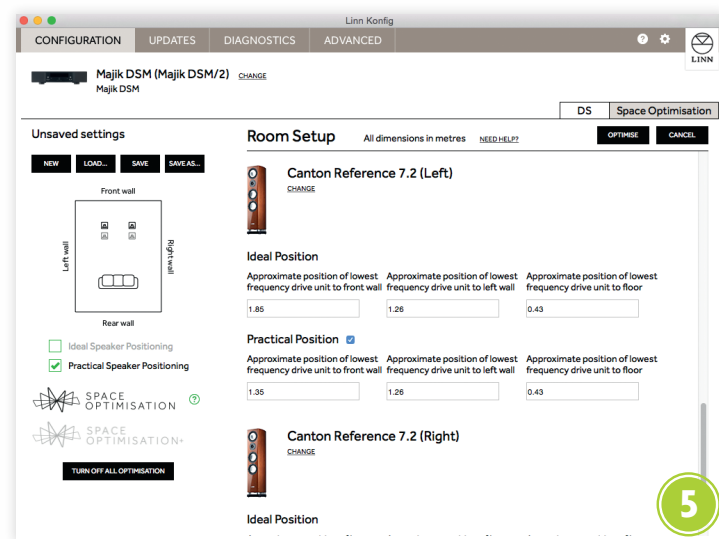 Linn Konfig
CONFIGURATION UPDATES DIAGNOSTICS ADVANCED ?
LINN
Majik DSM (Majik DSM/2) CHANGE
Majik DSM
DS Space Optimisation
Unsaved settings
NEW LOAD... SAVE SAVE AS...
Front wall
Left wall
Right wall
Rear wall
Ideal Speaker Positioning
Practical Speaker Positioning
SPACE
OPTIMISATION ?
SPACE
OPTIMISATION+
TURN OFF ALL OPTIMISATION
Room Setup All dimensions in metres NEED HELP? OPTIMISE CANCEL
Canton Reference 7.2 (Left)
CHANGE
Ideal Position
Approximate position of lowest Approximate position of lowest Approximate position of lowest
frequency drive unit to front wall frequency drive unit to left wall frequency drive unit to floor
1.85 1.26 0.43
Practical Position
Approximate position of lowest Approximate position of lowest Approximate position of lowest
frequency drive unit to front wall frequency drive unit to left wall frequency drive unit to floor
1.35 1.26 0.43
Canton Reference 7.2 (Right)
CHANGE
Ideal Position
5